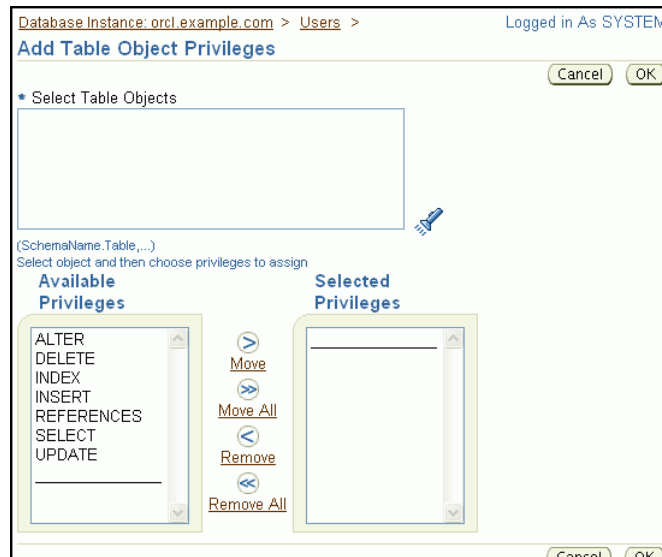 Database Instance: orcl.example.com > Users >
Logged in As SYSTEM
Add Table Object Privileges
Cancel OK
* Select Table Objects
(SchemaName.Table,...)
Select object and then choose privileges to assign
Available Privileges
Selected Privileges
ALTER
DELETE
INDEX
INSERT
REFERENCES
SELECT
UPDATE
Move
Move All
Remove
Remove All
Cancel OK